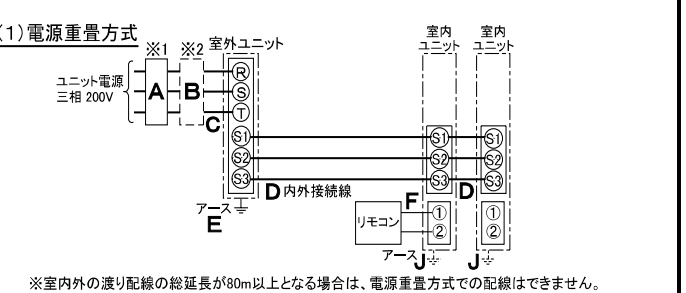 (1)電源重畳方式
※1 ※2 室外ユニット
室内
ユニット
室内
ユニット
ユニット電源
三相 200V
A
B
C
R
S
T
S1
S2
S3
S1
S2
S3
S1
S2
S3
D 内外接続線
D
アース
E
リモコン
F
①
②
①
②
アース J
J
※室内外の渡り配線の総延長が80m以上となる場合は、電源重畳方式での配線はできません。